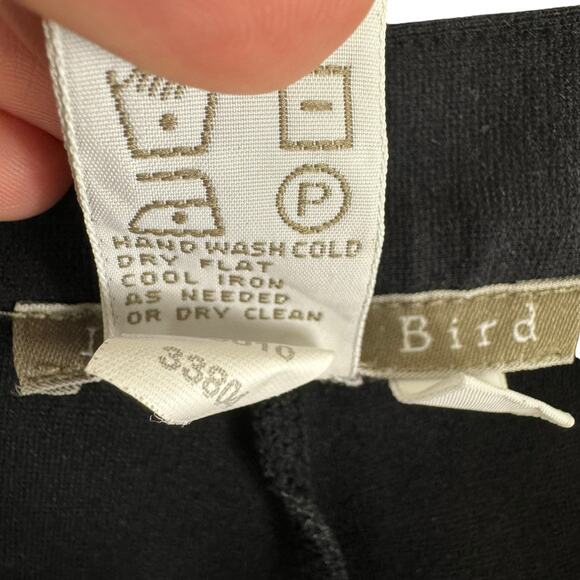 P
HAND WASH COLD
DRY FLAT
COOL IRON
AS NEEDED
OR DRY CLEAN
Bird